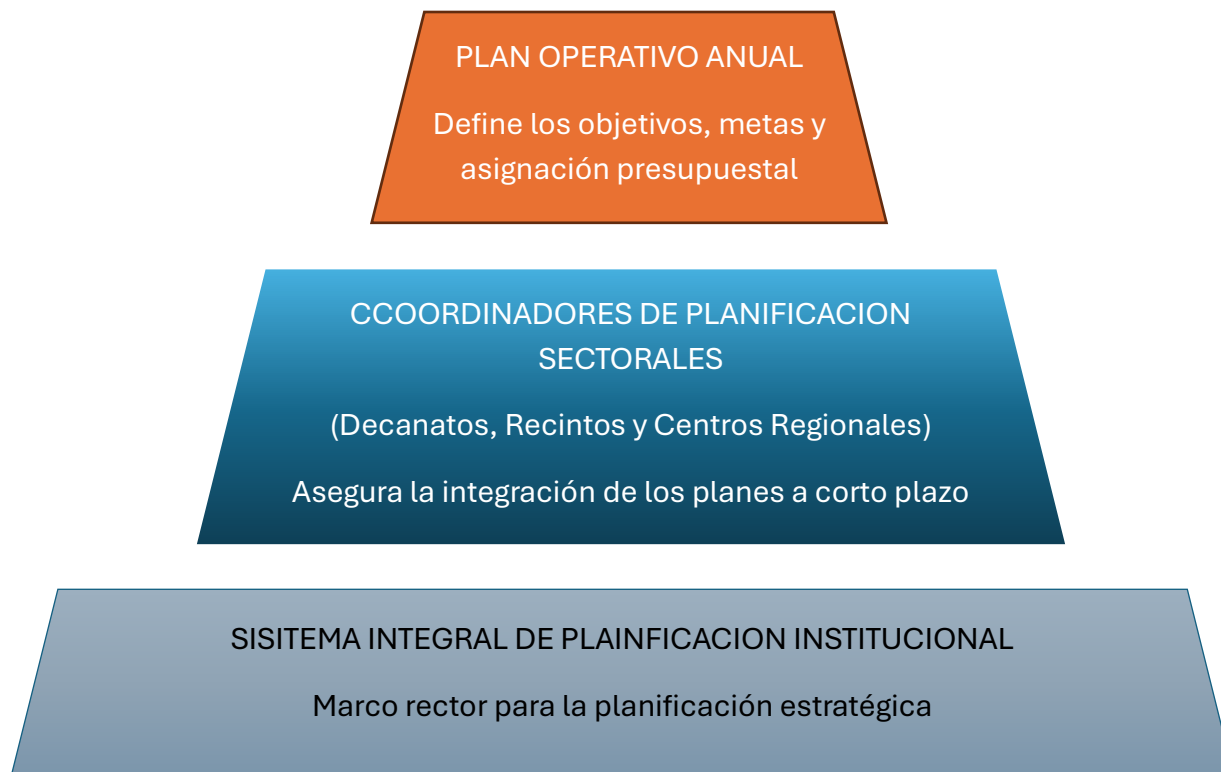 PLAN OPERATIVO ANUAL
Define los objetivos, metas y
asignación presupuestal
CCOORDINADORES DE PLANIFICACION
SECTORALES
(Decanatos, Recintos y Centros Regionales)
Asegura la integración de los planes a corto plazo
SISITEMA INTEGRAL DE PLAINFICACION INSTITUCIONAL
Marco rector para la planificación estratégica